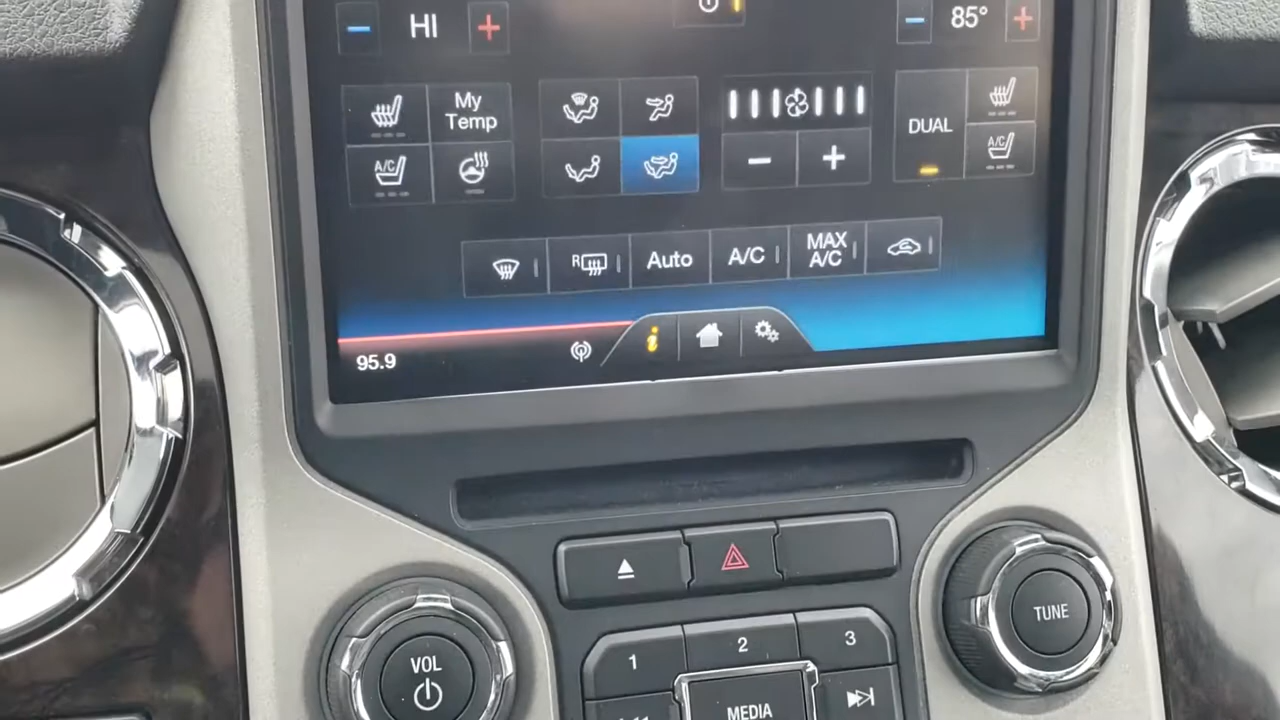 HI
85°
My
Temp
A/C
DUAL
A/C
R
Auto
A/C
MAX
A/C
95.9
i
VOL
TUNE
1
2
3
MEDIA